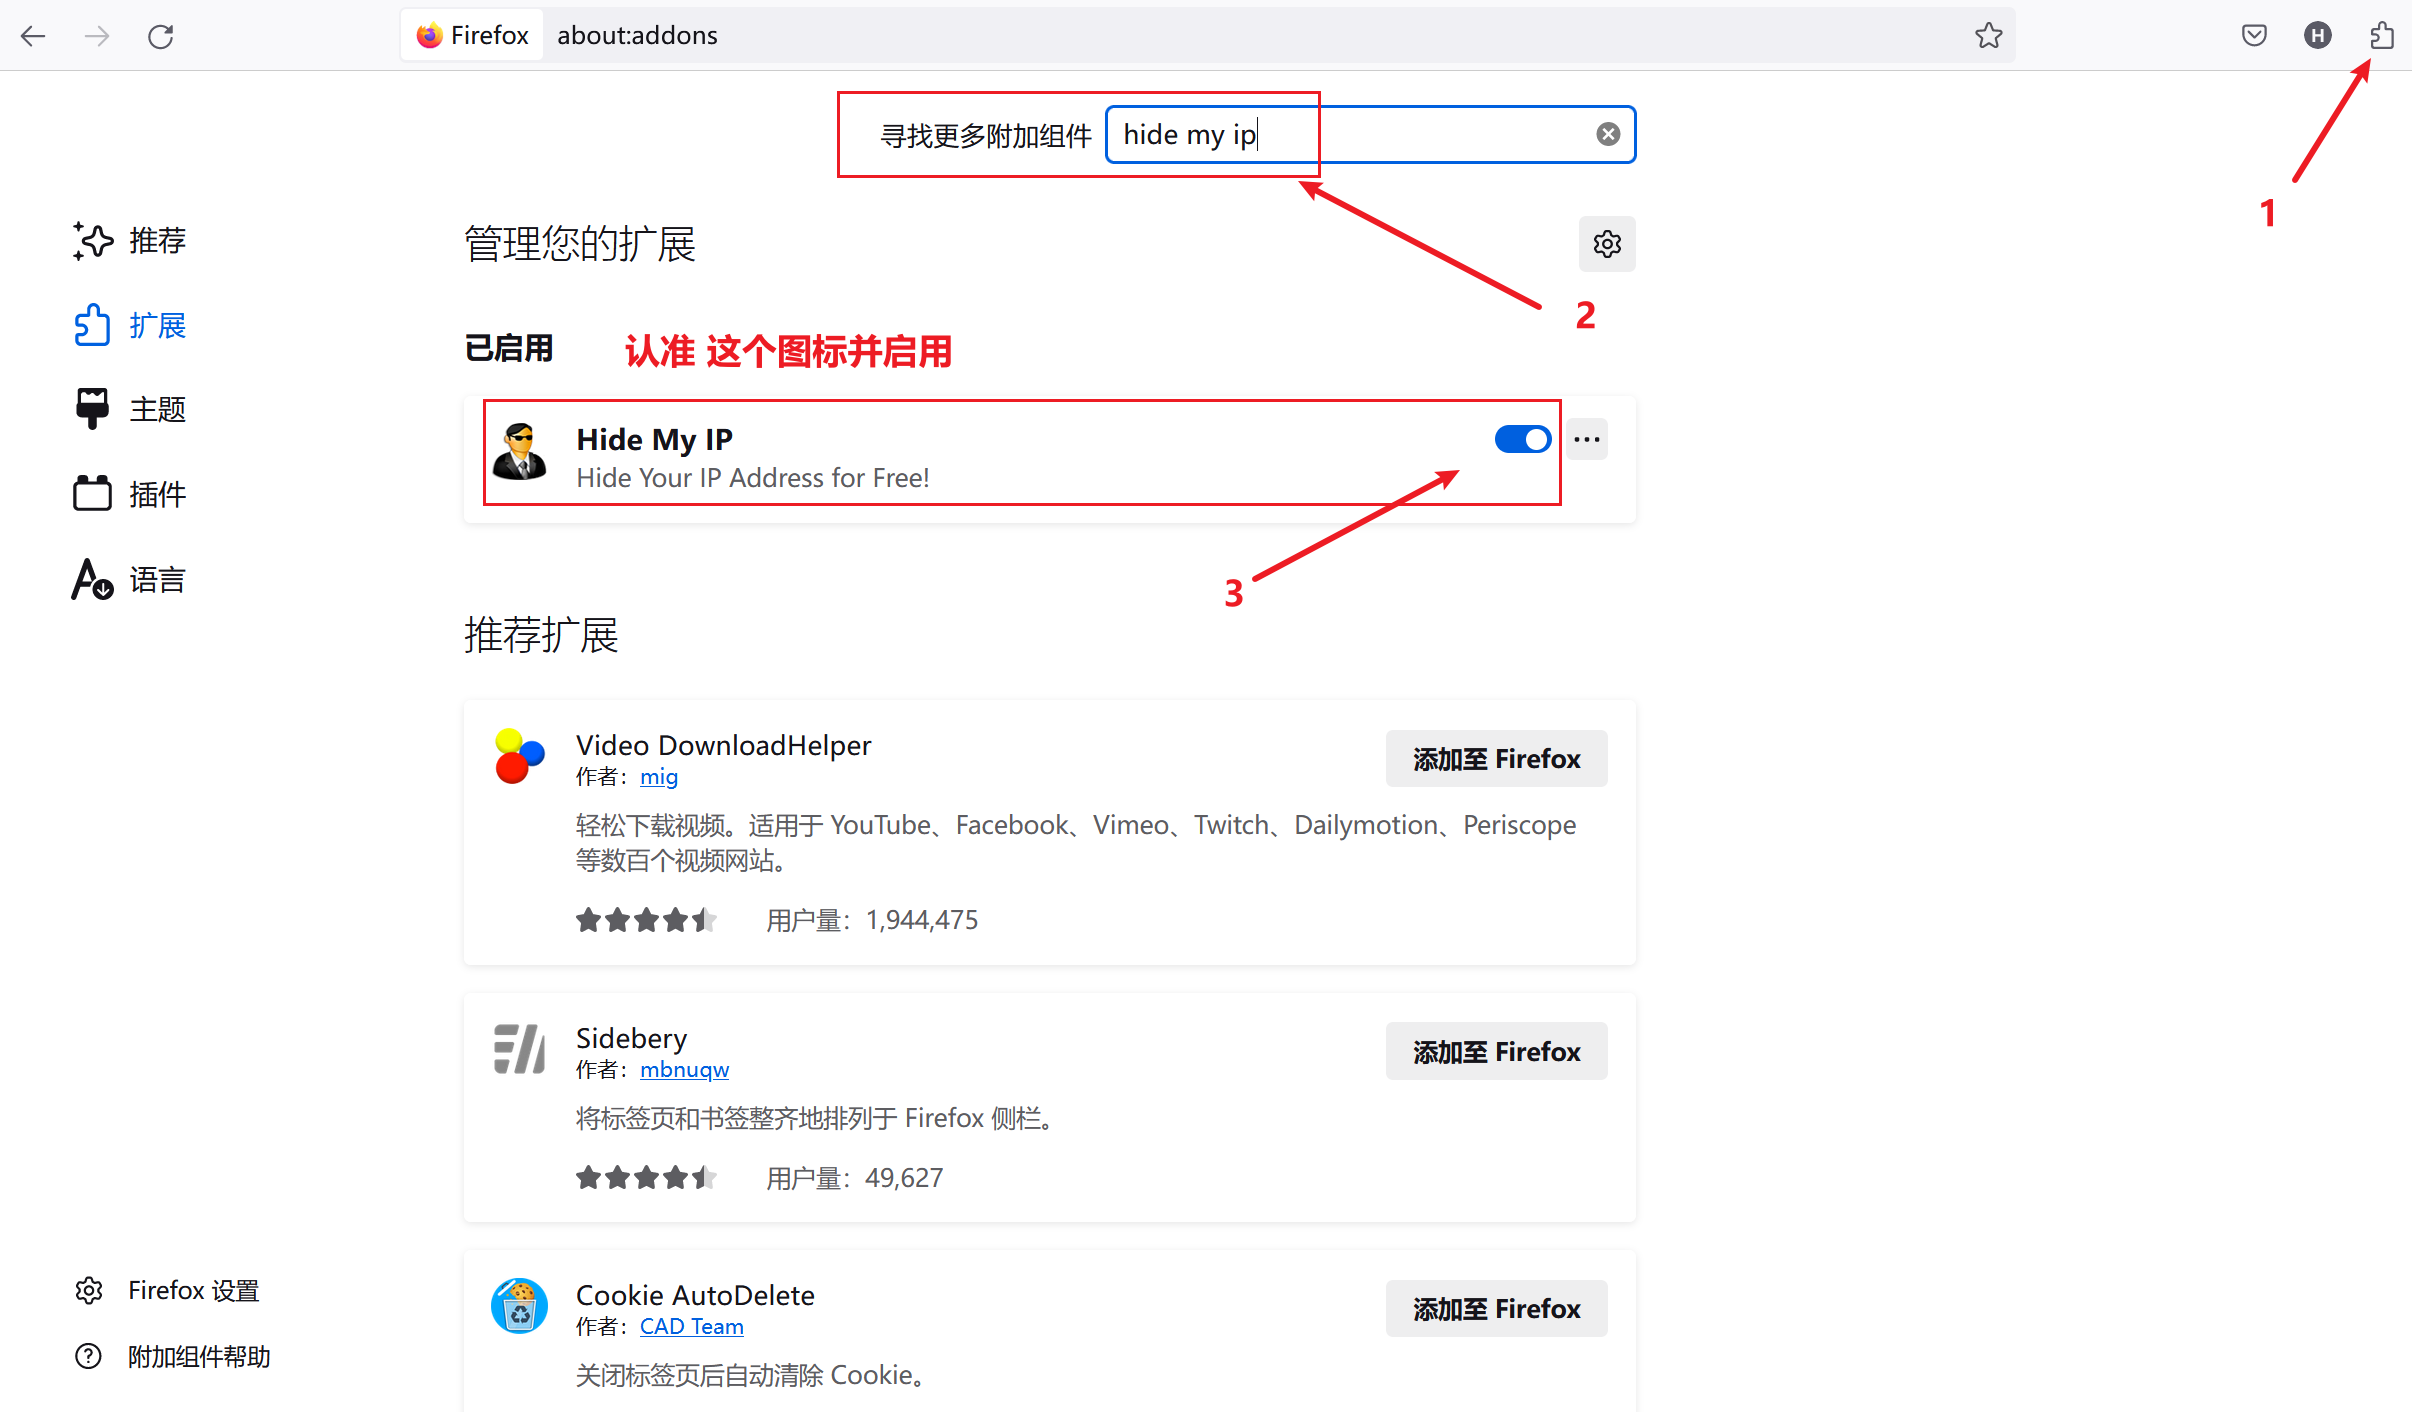 Firefox about:addons
H
寻找更多附加组件 hide my ip
1
推荐
扩展
主题
插件
语言
管理您的扩展
2
已启用 认准 这个图标并启用
Hide My IP
Hide Your IP Address for Free!
3
推荐扩展
Video DownloadHelper
作者：mig
添加至 Firefox
轻松下载视频。适用于 YouTube、Facebook、Vimeo、Twitch、Dailymotion、Periscope
等数百个视频网站。
用户量：1,944,475
Sidebery
作者：mbnuqw
添加至 Firefox
将标签页和书签整齐地排列于 Firefox 侧栏。
用户量：49,627
Cookie AutoDelete
作者：CAD Team
添加至 Firefox
关闭标签页后自动清除 Cookie。
Firefox 设置
附加组件帮助